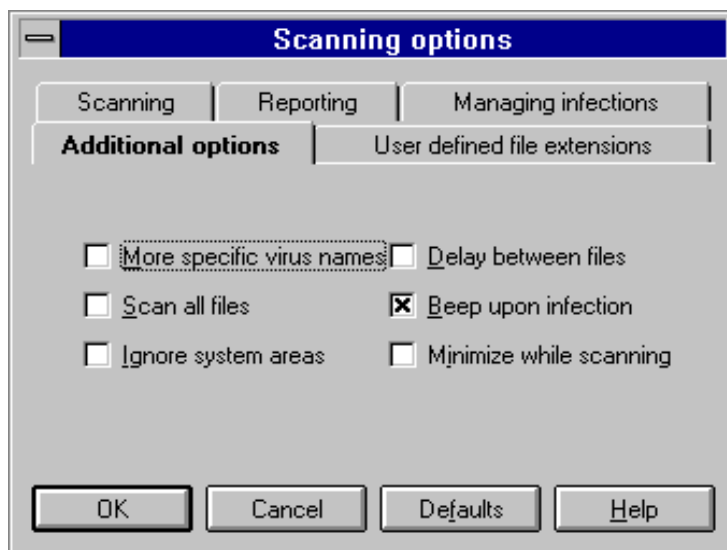 Scanning options
Scanning Reporting Managing infections
Additional options User defined file extensions
More specific virus names Delay between files
Scan all files Beep upon infection
Ignore system areas Minimize while scanning
OK Cancel Defaults Help